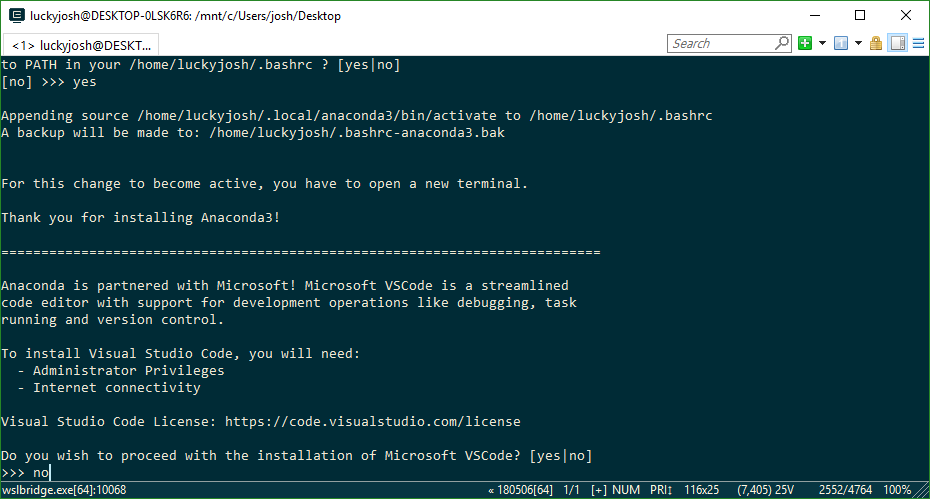 luckyjosh@DESKTOP-0LSK6R6: /mnt/c/Users/josh/Desktop
<1> luckyjosh@DESKT...
Search
to PATH in your /home/luckyjosh/.bashrc ? [yes|no]
[no] >>> yes
Appending source /home/luckyjosh/.local/anaconda3/bin/activate to /home/luckyjosh/.bashrc
A backup will be made to: /home/luckyjosh/.bashrc-anaconda3.bak
For this change to become active, you have to open a new terminal.
Thank you for installing Anaconda3!
===========================================================================
Anaconda is partnered with Microsoft! Microsoft VSCode is a streamlined
code editor with support for development operations like debugging, task
running and version control.
To install Visual Studio Code, you will need:
- Administrator Privileges
- Internet connectivity
Visual Studio Code License: https://code.visualstudio.com/license
Do you wish to proceed with the installation of Microsoft VSCode? [yes|no]
>>> no
wslbridge.exe[64]:10068 « 180506[64] 1/1 [+] NUM PRI↕ 116x25 (7,405) 25V 2552/4764 100%